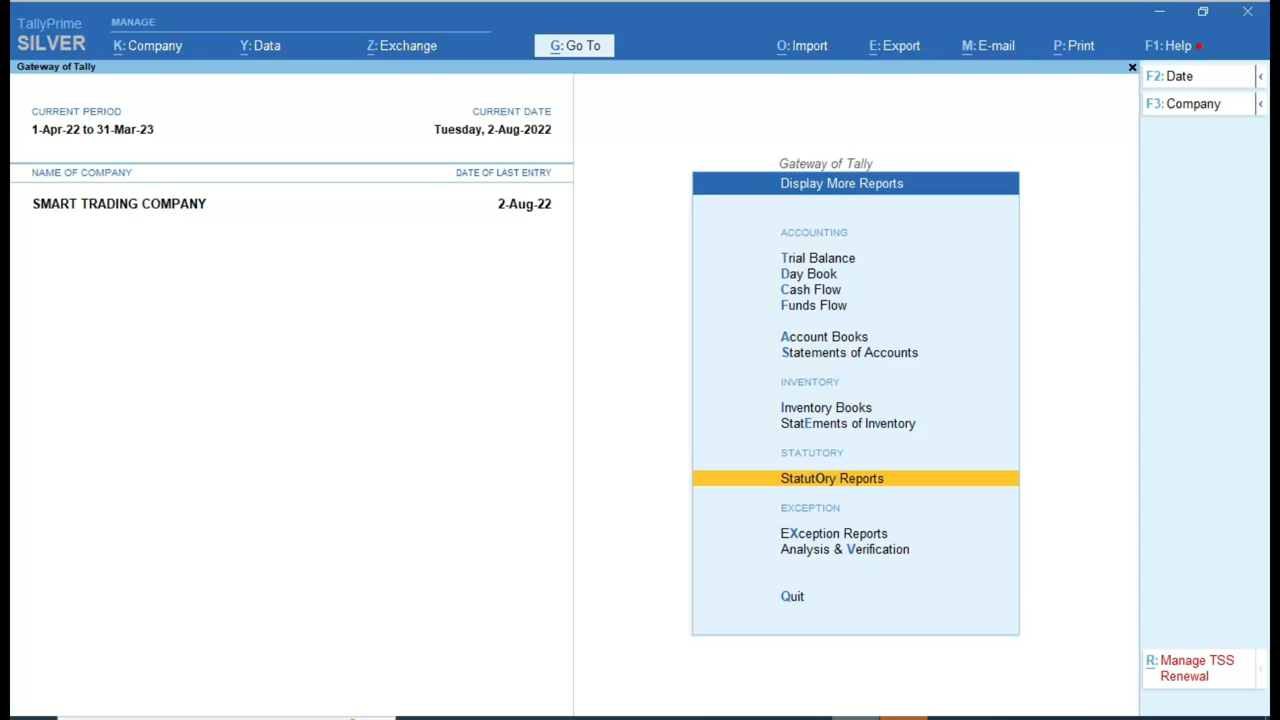 TallyPrime
SILVER
MANAGE
K: Company
Y: Data
Z: Exchange
G: Go To
O: Import
E: Export
M: E-mail
P: Print
F1: Help
Gateway of Tally
F2: Date
F3: Company
CURRENT PERIOD
CURRENT DATE
1-Apr-22 to 31-Mar-23
Tuesday, 2-Aug-2022
NAME OF COMPANY
DATE OF LAST ENTRY
SMART TRADING COMPANY
2-Aug-22
Gateway of Tally
Display More Reports
ACCOUNTING
Trial Balance
Day Book
Cash Flow
Funds Flow
Account Books
Statements of Accounts
INVENTORY
Inventory Books
StatEments of Inventory
STATUTORY
StatutOry Reports
EXCEPTION
EXception Reports
Analysis & Verification
Quit
R: Manage TSS
Renewal